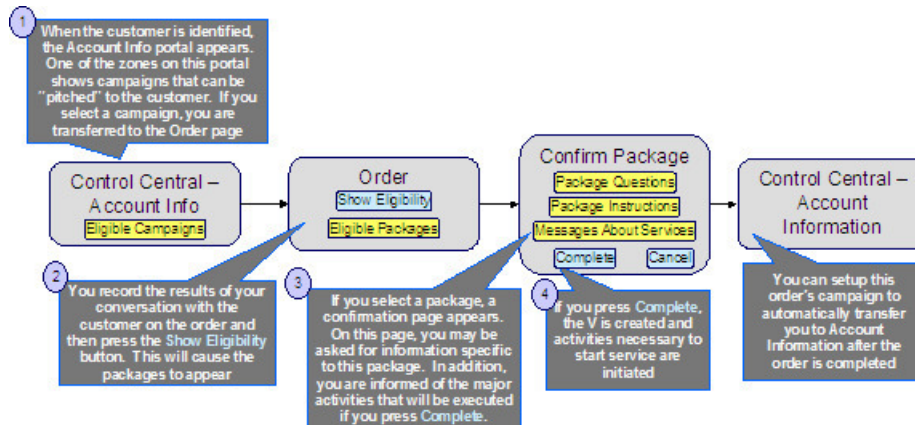 1
When the customer is identified,
the Account Info portal appears.
One of the zones on this portal
shows campaigns that can be
"pitched" to the customer. If you
select a campaign, you are
transferred to the Order page
Control Central –
Account Info
Eligible Campaigns
Order
Show Eligibility
Eligible Packages
Confirm Package
Package Questions
Package Instructions
Messages About Services
Complete Cancel
Control Central –
Account
Information
2
You record the results of your
conversation with the
customer on the order and
then press the Show Eligibility
button. This will cause the
packages to appear
3
If you select a package, a
confirmation page appears.
On this page, you may be
asked for information specific
to this package. In addition,
you are informed of the major
activities that will be executed
if you press Complete.
4
If you press Complete,
the V is created and
activities necessary to
start service are
initiated
You can setup this
order's campaign to
automatically transfer
you to Account
Information after the
order is completed